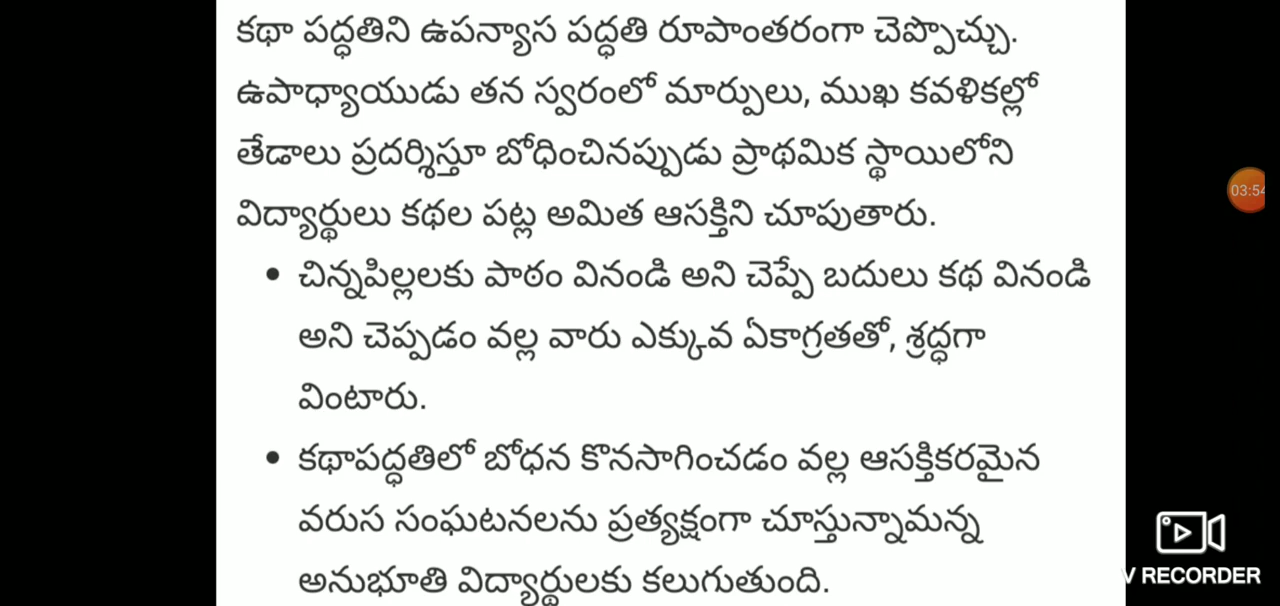 కథా పద్ధతిని ఉపన్యాస పద్ధతి రూపాంతరంగా చెప్పొచ్చు.
ఉపాధ్యాయుడు తన స్వరంలో మార్పులు, ముఖ కవళికల్లో
తేడాలు ప్రదర్శిస్తూ బోధించినప్పుడు ప్రాథమిక స్థాయిలోని
విద్యార్థులు కథల పట్ల అమిత ఆసక్తిని చూపుతారు.
• చిన్నపిల్లలకు పాఠం వినండి అని చెప్పే బదులు కథ వినండి
అని చెప్పడం వల్ల వారు ఎక్కువ ఏకాగ్రతతో, శ్రద్ధగా
వింటారు.
• కథాపద్ధతిలో బోధన కొనసాగించడం వల్ల ఆసక్తికరమైన
వరుస సంఘటనలను ప్రత్యక్షంగా చూస్తున్నామన్న
అనుభూతి విద్యార్థులకు కలుగుతుంది.
03:54
V RECORDER